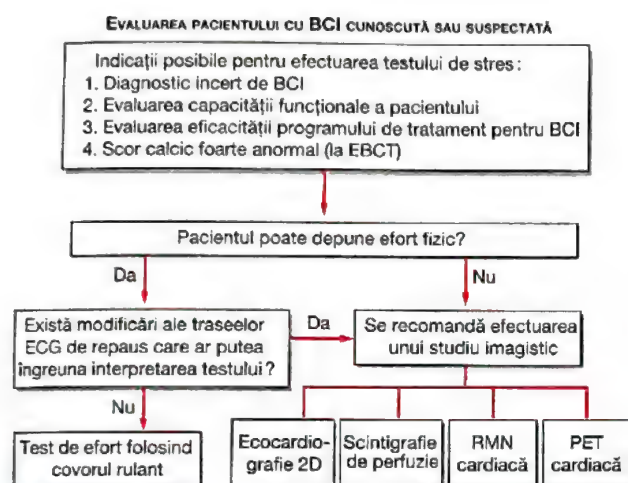 EVALUAREA PACIENTULUI CU BCI CUNOSCUTĂ SAU SUSPECTATĂ
Indicații posibile pentru efectuarea testului de stres:
1. Diagnostic incert de BCI
2. Evaluarea capacității funcționale a pacientului
3. Evaluarea eficacității programului de tratament pentru BCI
4. Scor calcic foarte anormal (la EBCT)
Pacientul poate depune efort fizic?
Da
Nu
Există modificări ale traseelor
ECG de repaus care ar putea
îngreuna interpretarea testului?
Da
Se recomandă efectuarea
unui studiu imagistic
Nu
Test de efort folosind
covorul rulant
Ecocardio-
grafie 2D
Scintigrafie
de perfuzie
RMN
cardiacă
PET
cardiacă